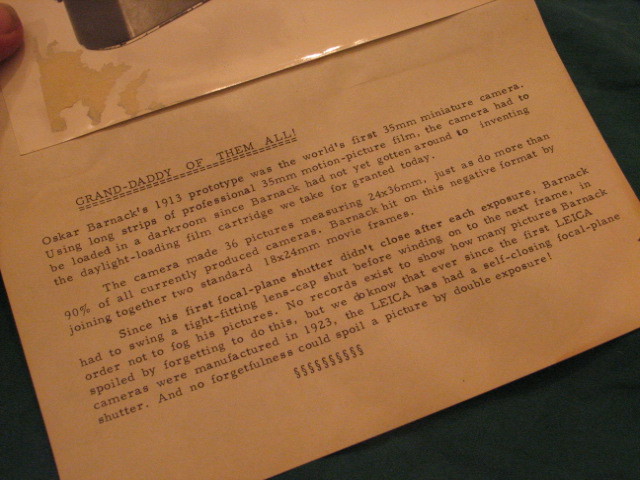 GRAND-DADDY OF THEM ALL!
Oskar Barnack's 1913 prototype was the world's first 35mm miniature camera.
Using long strips of professional 35mm motion-picture film, the camera had to
be loaded in a darkroom since Barnack had not yet gotten around to inventing
the daylight-loading film cartridge we take for granted today.
The camera made 36 pictures measuring 24x36mm, just as do more than
90% of all currently produced cameras. Barnack hit on this negative format by
joining together two standard 18x24mm movie frames.
Since his first focal-plane shutter didn't close after each exposure, Barnack
had to swing a tight-fitting lens-cap shut before winding on to the next frame, in
order not to fog his pictures. No records exist to show how many pictures Barnack
spoiled by forgetting to do this, but we do know that ever since the first LEICA
cameras were manufactured in 1923, the LEICA has had a self-closing focal-plane
shutter. And no forgetfulness could spoil a picture by double exposure!
§§§§§§§§§§